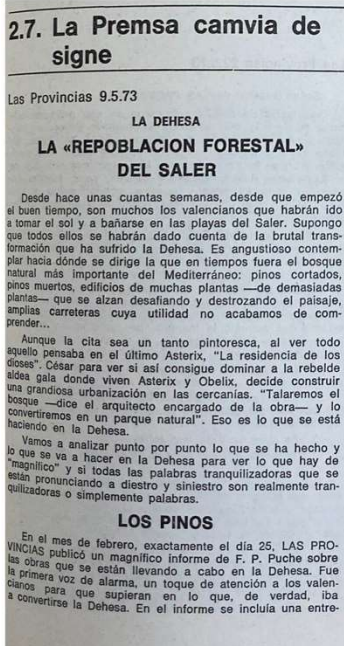 2.7. La Premsa camvia de
signe
Las Provincias 9.5.73
LA DEHESA
LA «REPOBLACION FORESTAL»
DEL SALER
Desde hace unas cuantas semanas, desde que empezó
el buen tiempo, son muchos los valencianos que habrán ido
a tomar el sol y a bañarse en las playas del Saler. Supongo
que todos ellos se habrán dado cuenta de la brutal trans-
formación que ha sufrido la Dehesa. Es angustioso contem-
plar hacia dónde se dirige la que en tiempos fuera el bosque
natural más importante del Mediterráneo: pinos cortados,
pinos muertos, edificios de muchas plantas —de demasiadas
plantas— que se alzan desafiando y destrozando el paisaje,
amplias carreteras cuya utilidad no acabamos de com-
prender...
Aunque la cita sea un tanto pintoresca, al ver todo
aquello pensaba en el último Asterix, "La residencia de los
dioses". César para ver si así consigue dominar a la rebelde
aldea gala donde viven Asterix y Obelix, decide construir
una grandiosa urbanización en las cercanías. "Talaremos el
bosque —dice el arquitecto encargado de la obra— y lo
convertiremos en un parque natural". Eso es lo que se está
haciendo en la Dehesa.
Vamos a analizar punto por punto lo que se ha hecho y
lo que se va a hacer en la Dehesa para ver lo que hay de
"magnífico" y si todas las palabras tranquilizadoras que se
están pronunciando a diestro y siniestro son realmente tran-
quilizadoras o simplemente palabras.
LOS PINOS
En el mes de febrero, exactamente el día 25, LAS PRO-
VINCIAS publicó un magnífico informe de F. P. Puche sobre
las obras que se están llevando a cabo en la Dehesa. Fue
la primera voz de alarma, un toque de atención a los valen-
cianos para que supieran en lo que, de verdad, iba
a convertirse la Dehesa. En el informe se incluía una entre-